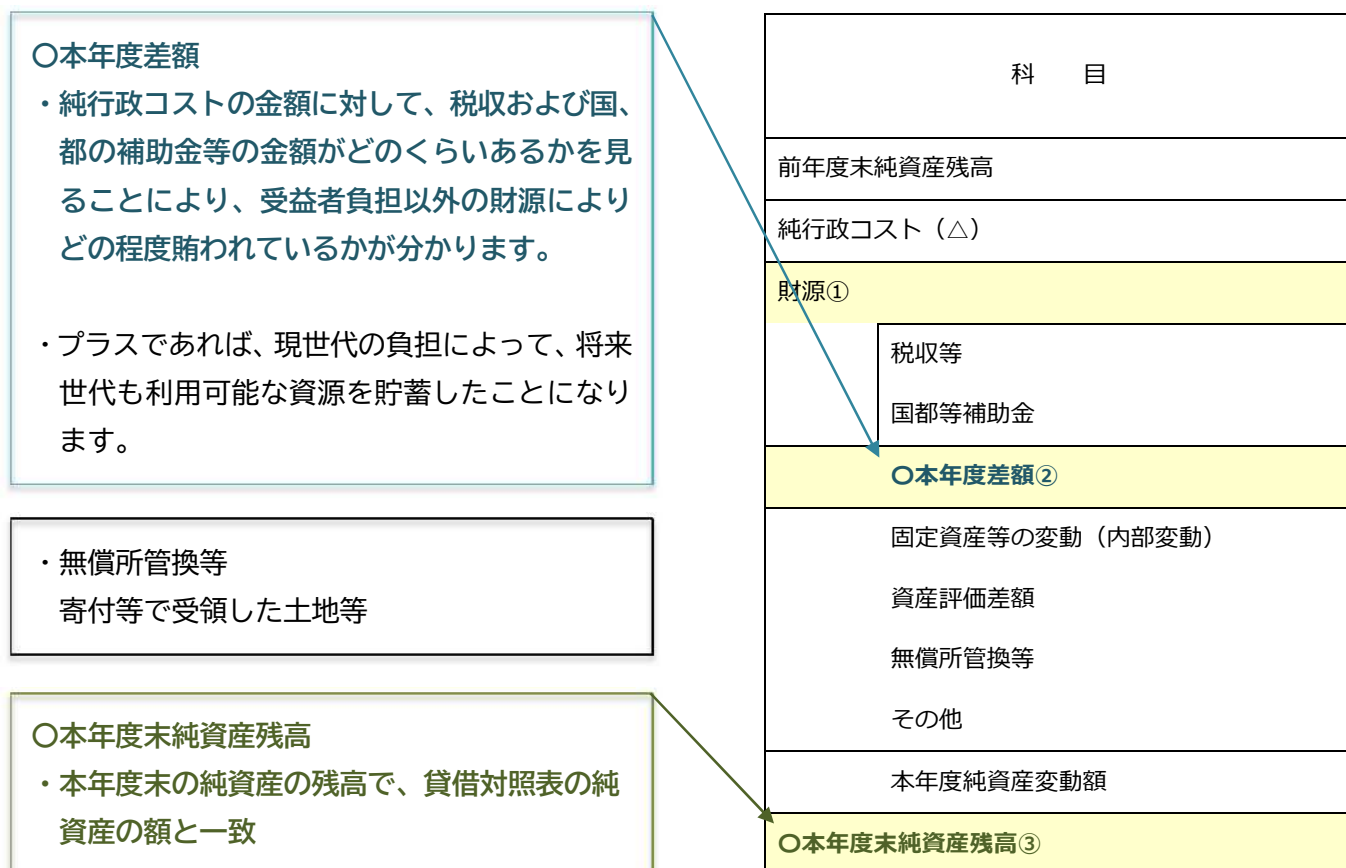 〇本年度差額
・純行政コストの金額に対して、税収および国、
都の補助金等の金額がどのくらいあるかを見
ることにより、受益者負担以外の財源により
どの程度賄われているかが分かります。
・プラスであれば、現世代の負担によって、将来
世代も利用可能な資源を貯蓄したことになり
ます。
・無償所管換等
寄付等で受領した土地等
〇本年度末純資産残高
・本年度末の純資産の残高で、貸借対照表の純
資産の額と一致
科　　目
前年度末純資産残高
純行政コスト（△）
財源①
税収等
国都等補助金
〇本年度差額②
固定資産等の変動（内部変動）
資産評価差額
無償所管換等
その他
本年度純資産変動額
〇本年度末純資産残高③